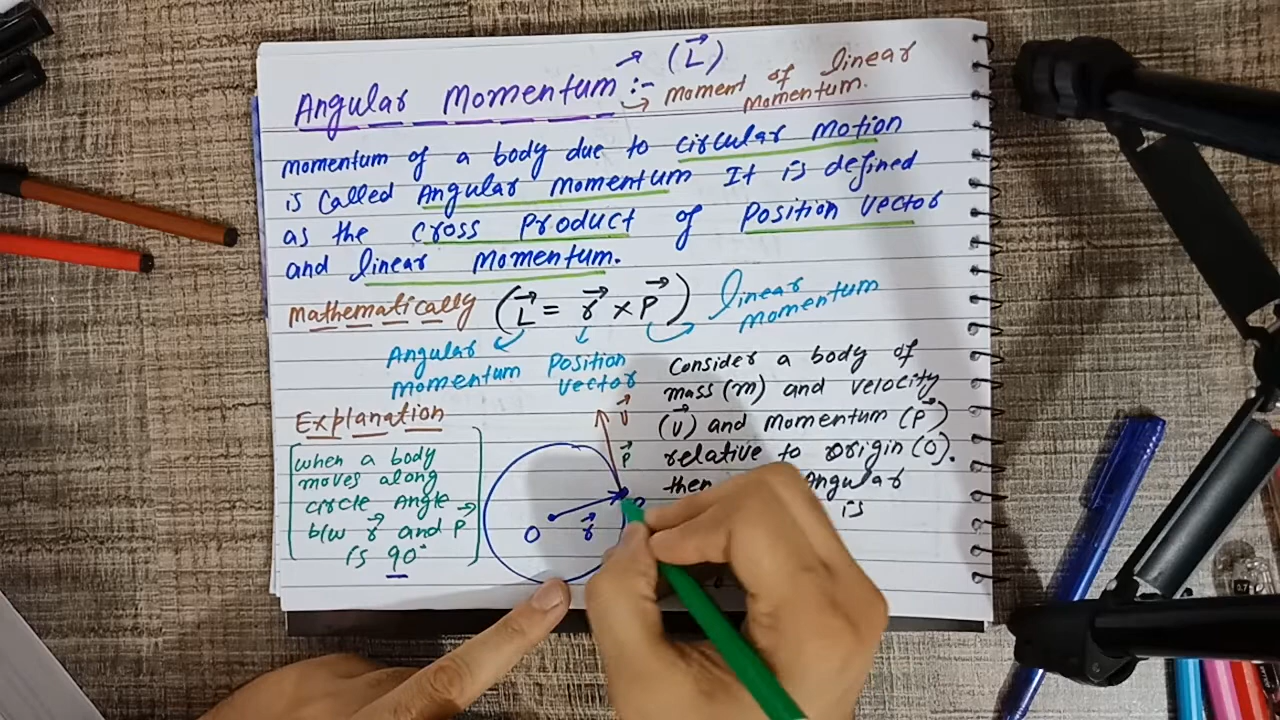 Angular Momentum :- → (L⃗)
↪ Moment of linear
Momentum.
Momentum of a body due to circular Motion
is called Angular Momentum It is defined
as the cross product of position vector
and linear Momentum.
Mathematically (L⃗ = r⃗ × P⃗) linear
momentum
Angular
momentum
Position
vector
Explanation
when a body
moves along
circle Angle
b/w r⃗ and P⃗
is 90°
v⃗
P⃗
O
r⃗
Consider a body of
mass (m) and velocity
(v⃗) and Momentum (P⃗)
relative to origin (O).
then Angular
is